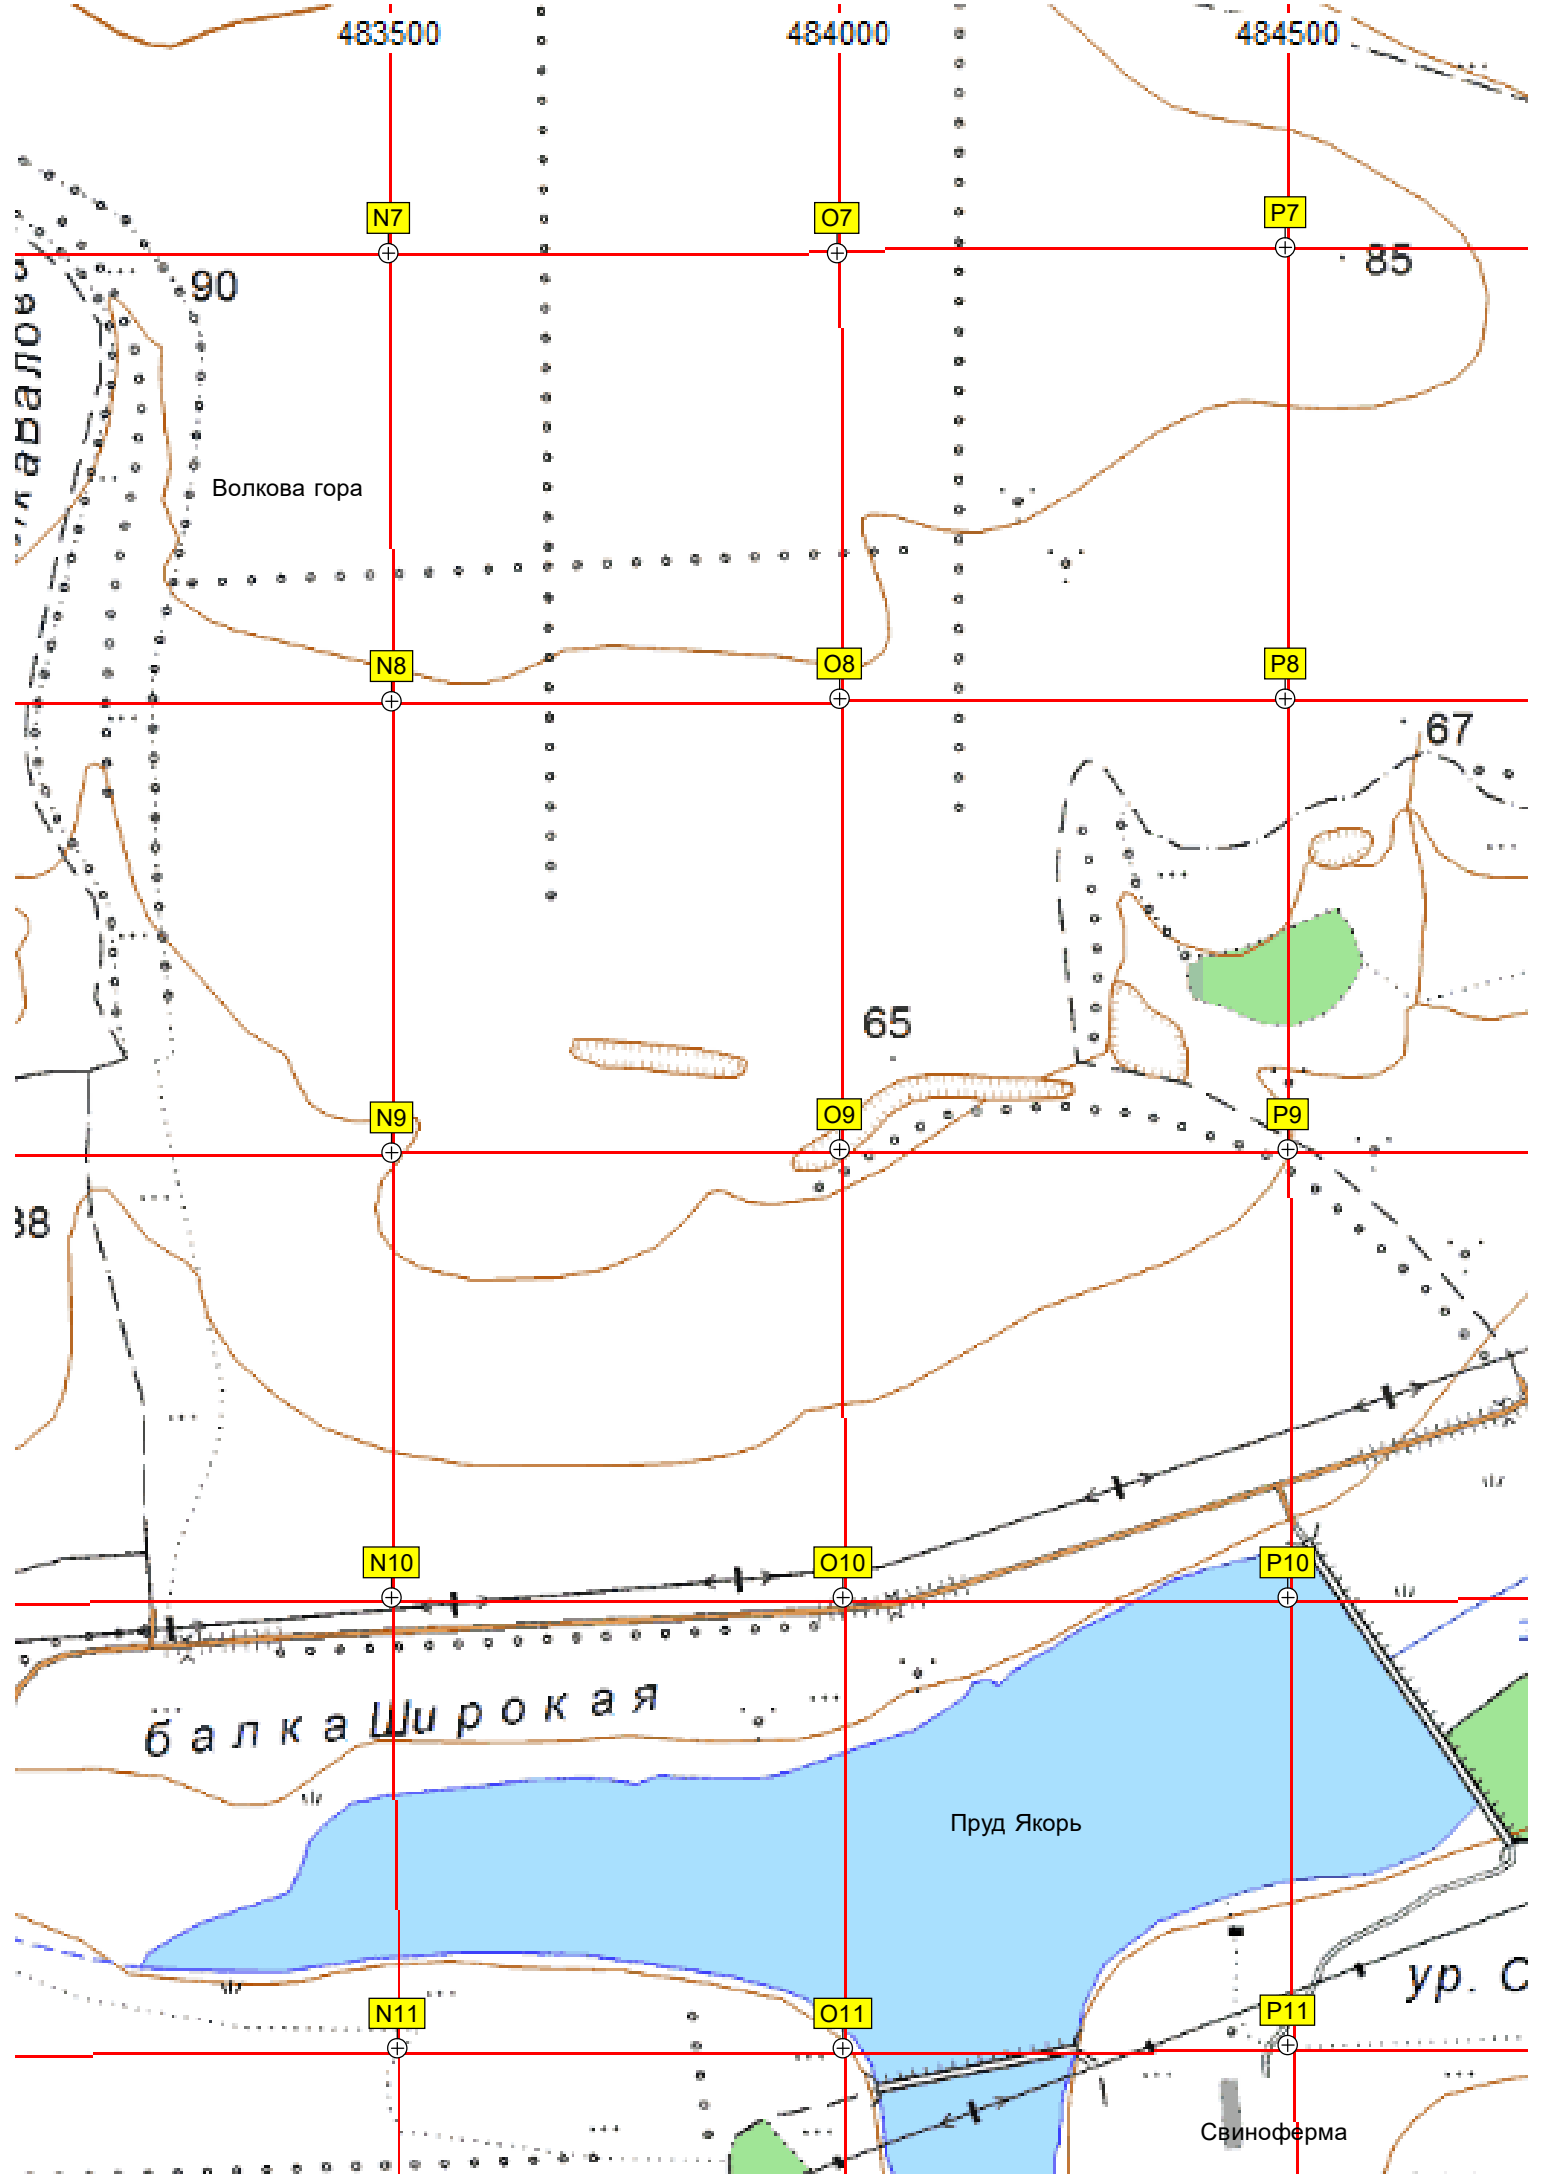 483500 484000 484500
N7 O7 P7
85
90
Волкова гора
N8 O8 P8
67
65
N9 O9 P9
38
N10 O10 P10
балка Широкая
Пруд Якорь
ур. С
N11 O11 P11
Свиноферма